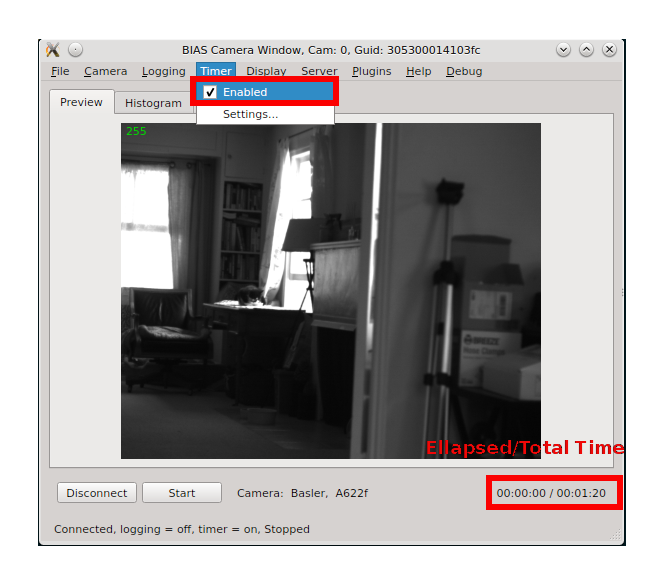 BIAS Camera Window, Cam: 0, Guid: 305300014103fc
File Camera Logging Timer Display Server Plugins Help Debug
Enabled
Settings...
Preview Histogram
255
BREEZE
Ellapsed/Total Time
Disconnect Start Camera: Basler, A622f 00:00:00 / 00:01:20
Connected, logging = off, timer = on, Stopped